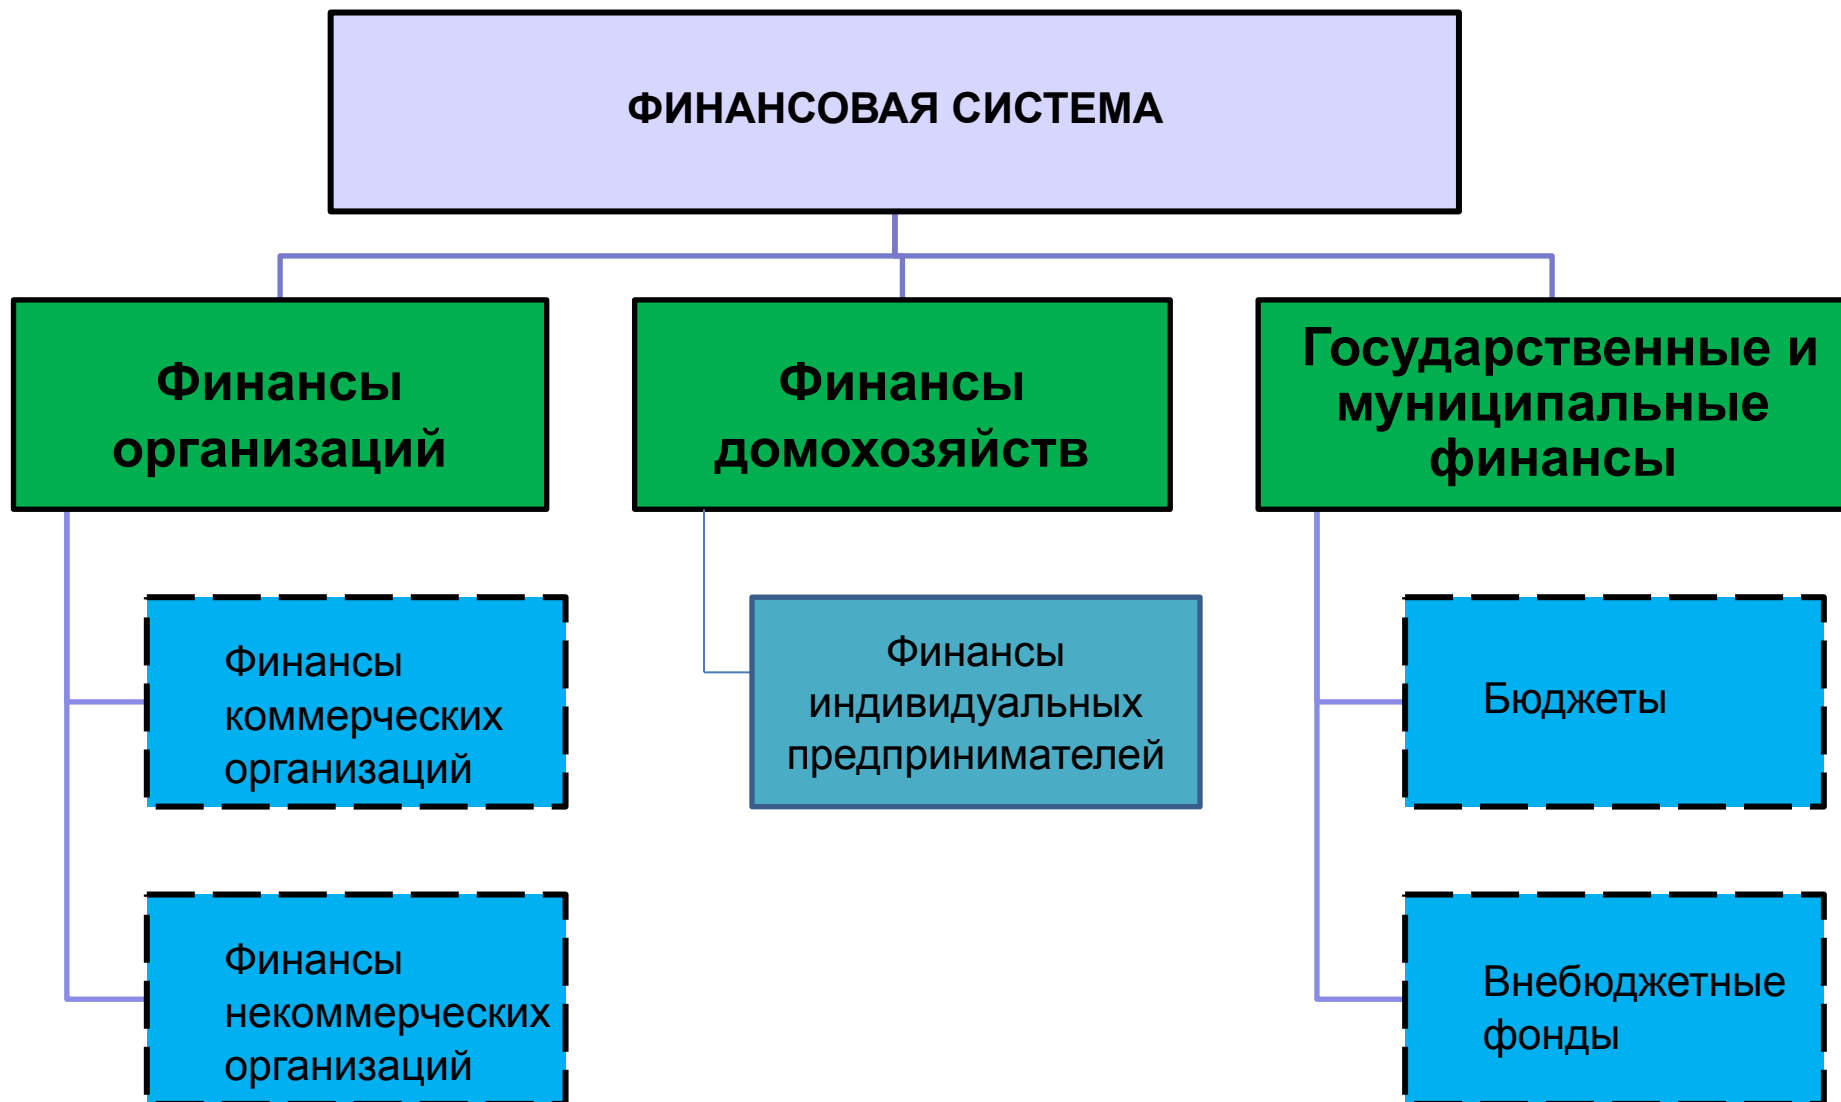 ФИНАНСОВАЯ СИСТЕМА
Финансы
организаций
Финансы
домохозяйств
Государственные и
муниципальные
финансы
Финансы
коммерческих
организаций
Финансы
индивидуальных
предпринимателей
Бюджеты
Финансы
некоммерческих
организаций
Внебюджетные
фонды